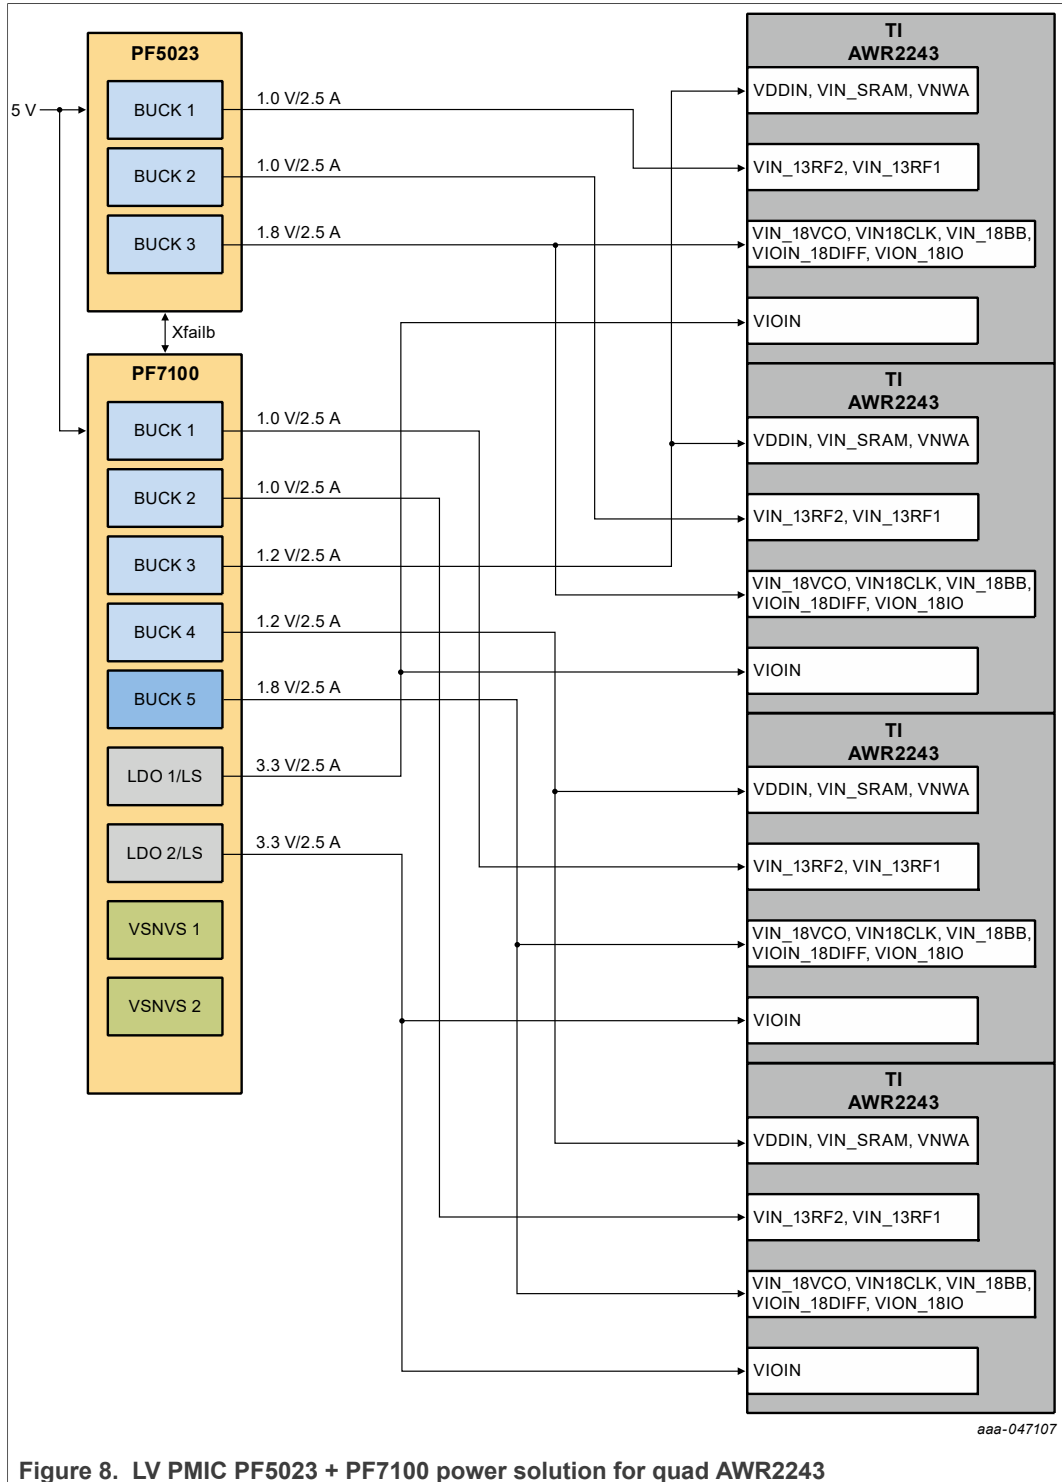 5 V
PF5023
BUCK 1
BUCK 2
BUCK 3
1.0 V/2.5 A
1.0 V/2.5 A
1.8 V/2.5 A
Xfailb
PF7100
BUCK 1
BUCK 2
BUCK 3
BUCK 4
BUCK 5
LDO 1/LS
LDO 2/LS
VSNVS 1
VSNVS 2
1.0 V/2.5 A
1.0 V/2.5 A
1.2 V/2.5 A
1.2 V/2.5 A
1.8 V/2.5 A
3.3 V/2.5 A
3.3 V/2.5 A
TI
AWR2243
VDDIN, VIN_SRAM, VNWA
VIN_13RF2, VIN_13RF1
VIN_18VCO, VIN18CLK, VIN_18BB,
VIOIN_18DIFF, VION_18IO
VIOIN
TI
AWR2243
VDDIN, VIN_SRAM, VNWA
VIN_13RF2, VIN_13RF1
VIN_18VCO, VIN18CLK, VIN_18BB,
VIOIN_18DIFF, VION_18IO
VIOIN
TI
AWR2243
VDDIN, VIN_SRAM, VNWA
VIN_13RF2, VIN_13RF1
VIN_18VCO, VIN18CLK, VIN_18BB,
VIOIN_18DIFF, VION_18IO
VIOIN
TI
AWR2243
VDDIN, VIN_SRAM, VNWA
VIN_13RF2, VIN_13RF1
VIN_18VCO, VIN18CLK, VIN_18BB,
VIOIN_18DIFF, VION_18IO
VIOIN
aaa-047107
Figure 8. LV PMIC PF5023 + PF7100 power solution for quad AWR2243